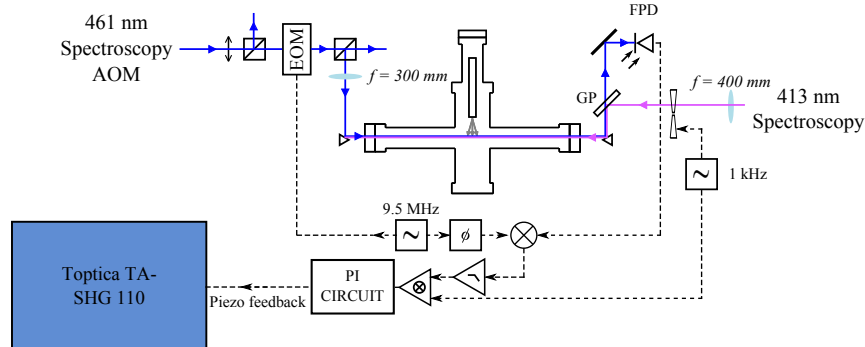 461 nm
Spectroscopy
AOM
EOM
f = 300 mm
FPD
GP
f = 400 mm
413 nm
Spectroscopy
~
1 kHz
9.5 MHz
~
ϕ
Toptica TA-
SHG 110
Piezo feedback
PI
CIRCUIT